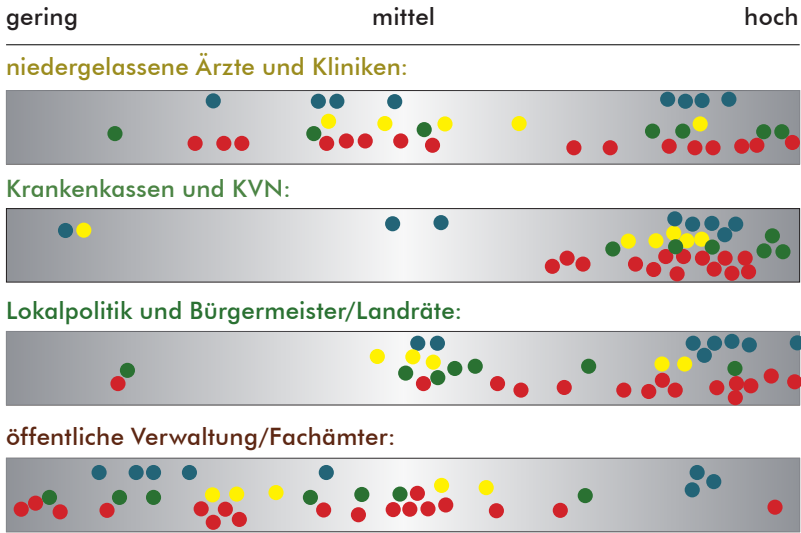 gering mittel hoch
niedergelassene Ärzte und Kliniken:
Krankenkassen und KVN:
Lokalpolitik und Bürgermeister/Landräte:
öffentliche Verwaltung/Fachämter: